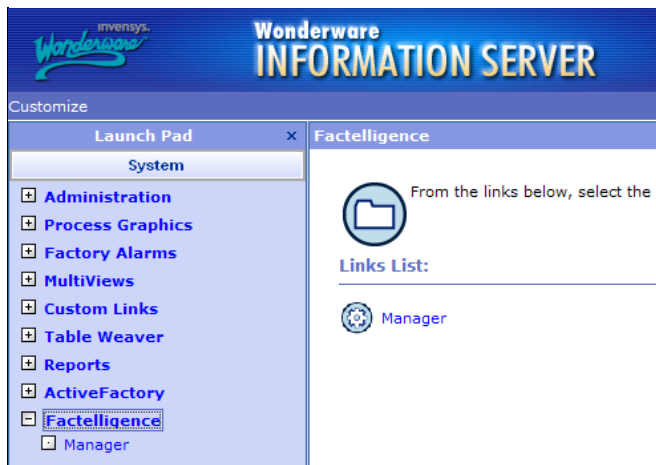 invensys.
Wonderware
Wonderware
INFORMATION SERVER
Customize
Launch Pad ×
System
Administration
Process Graphics
Factory Alarms
MultiViews
Custom Links
Table Weaver
Reports
ActiveFactory
Factelligence
Manager
Factelligence
From the links below, select the
Links List:
Manager